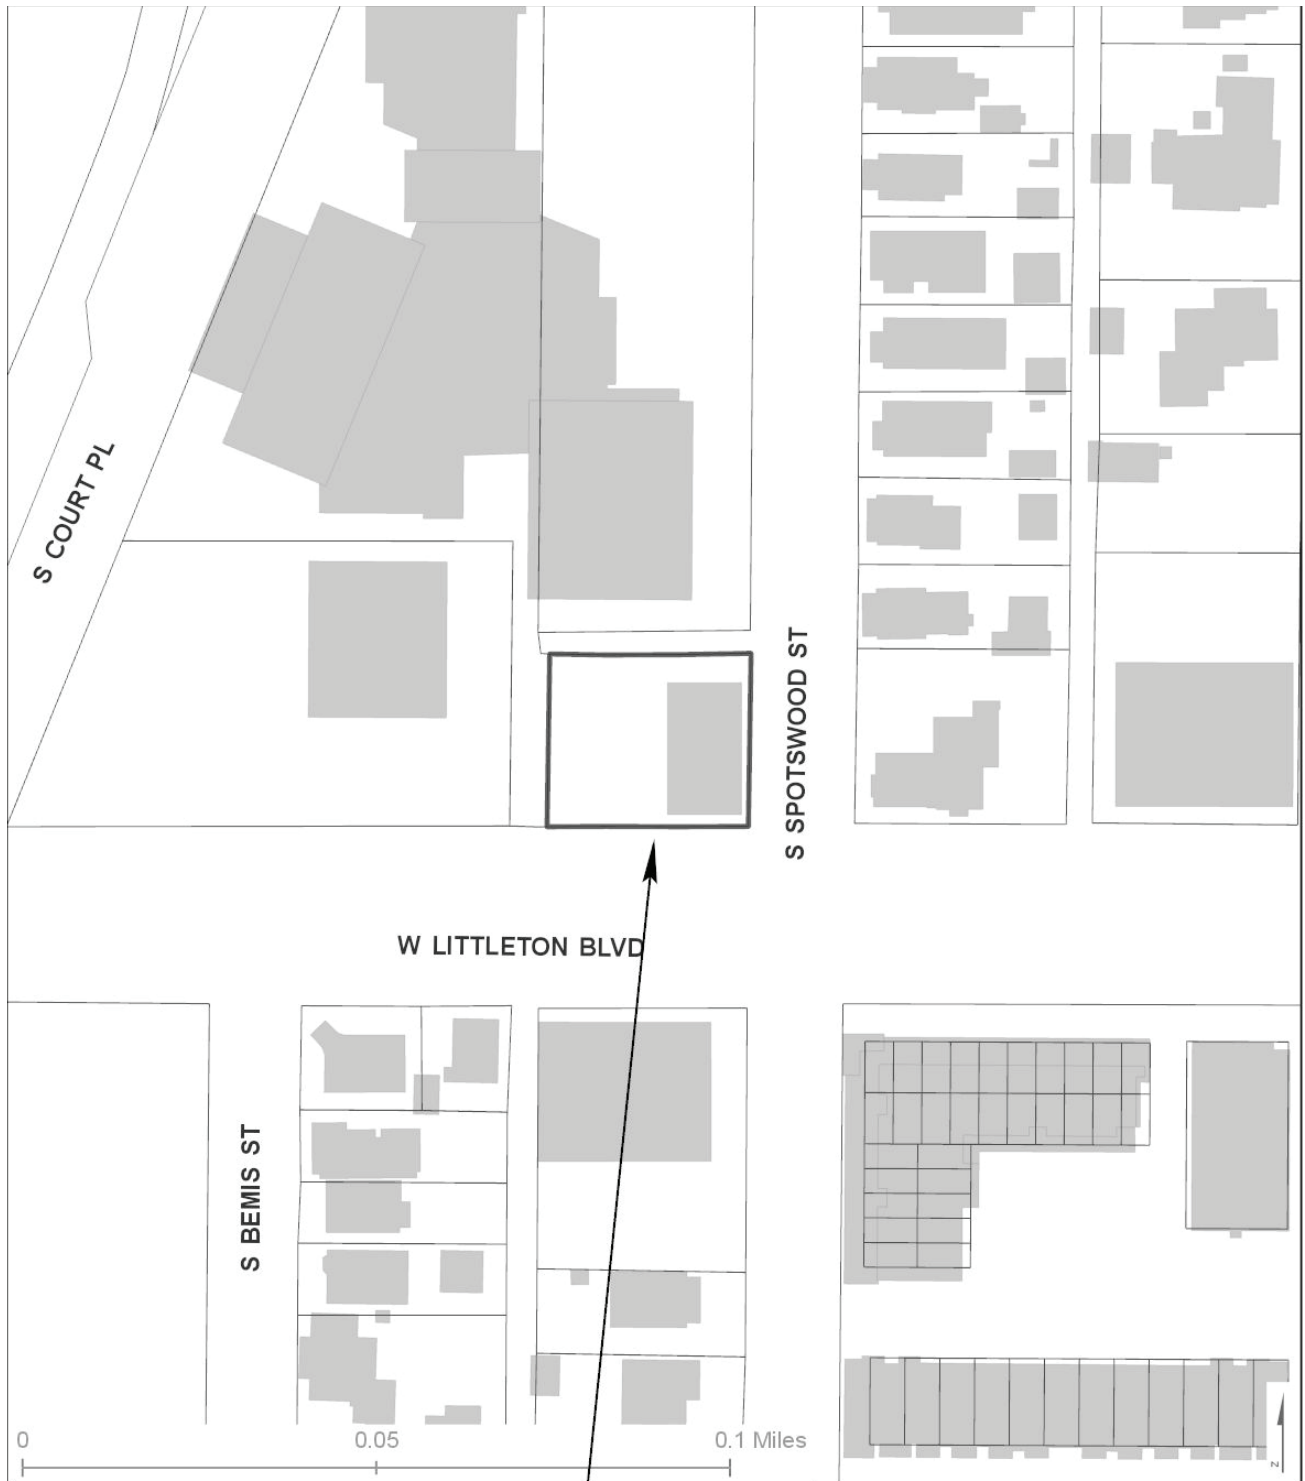 S COURT PL
S SPOTSWOOD ST
W LITTLETON BLVD
S BEMIS ST
0 0.05 0.1 Miles
N